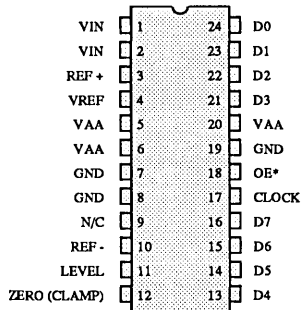 VIN 1 24 D0
VIN 2 23 D1
REF + 3 22 D2
VREF 4 21 D3
VAA 5 20 VAA
VAA 6 19 GND
GND 7 18 OE*
GND 8 17 CLOCK
N/C 9 16 D7
REF - 10 15 D6
LEVEL 11 14 D5
ZERO (CLAMP) 12 13 D4